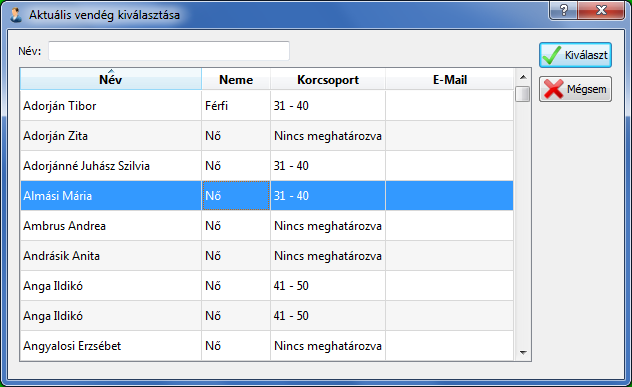 Aktuális vendég kiválasztása
Név:
Kiválaszt
Mégsem
Név Neme Korcsoport E-Mail
Adorján Tibor Férfi 31 - 40
Adorján Zita Nő Nincs meghatározva
Adorjánné Juhász Szilvia Nő 31 - 40
Almási Mária Nő 31 - 40
Ambrus Andrea Nő Nincs meghatározva
Andrásik Anita Nő Nincs meghatározva
Anga Ildikó Nő 41 - 50
Anga Ildikó Nő 41 - 50
Angyalosi Erzsébet Nő Nincs meghatározva